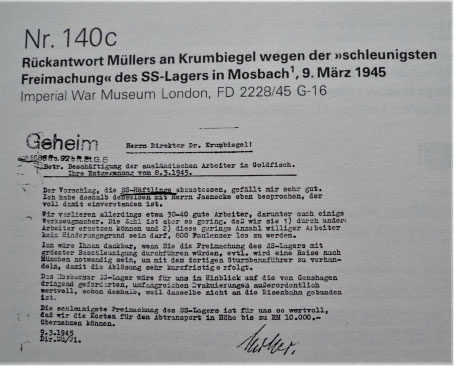 Nr. 140c
Rückantwort Müllers an Krumbiegel wegen der »schleunigsten
Freimachung« des SS-Lagers in Mosbach¹, 9. März 1945
Imperial War Museum London, FD 2228/45 G-16
Geheim
Herrn Direktor Dr. Krumbiegel!
Betr. Beschäftigung der ausländischen Arbeiter in Goldfisch.
Ihre Entgegnung vom 8.3.1945.
Der Vorschlag, die SS-Häftlinge abzustossen, gefällt mir sehr gut.
Ich habe deshalb denselben mit Herrn Jaenecke eben besprochen, der
voll damit einverstanden ist.
Wir verlieren allerdings etwa 30-40 gute Arbeiter, darunter auch einige
Werkzeugmacher. Die Zahl ist aber so gering, daß wir sie 1) durch andere
Arbeiter ersetzen können und 2) diese geringe Anzahl williger Arbeiter
kein Hinderungsgrund sein darf, 800 Faulenzer los zu werden.
Ich wäre Ihnen dankbar, wenn Sie die Freimachung des SS-Lagers mit
grösster Beschleunigung durchführen würden, evtl. wird eine Reise nach
München notwendig sein, um mit dem dortigen Sturmbannführer zu verhan-
deln, damit die Ablösung sehr kurzfristig erfolgt.
Das Mosbacher SS-Lager wäre für uns in Hinblick auf die von Genshagen
dringend geforderten, umfangreichen Evakuierungen außerordentlich
wertvoll, schon deshalb, weil dasselbe nicht an die Eisenbahn gebunden
ist.
Die schleunigste Freimachung des SS-Lagers ist für uns so wertvoll,
daß wir die Kosten für den Abtransport in Höhe bis zu RM 10.000.-
übernehmen können.
9.3.1945